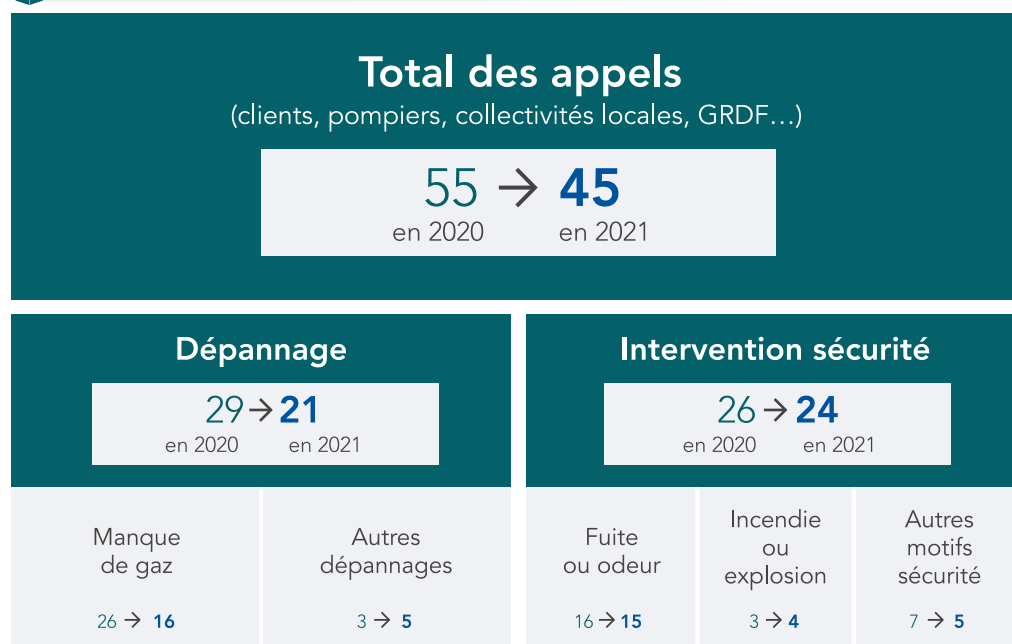 Total des appels
(clients, pompiers, collectivités locales, GRDF…)
55 → 45
en 2020 en 2021
Dépannage
29 → 21
en 2020 en 2021
Manque
de gaz
26 → 16
Autres
dépannages
3 → 5
Intervention sécurité
26 → 24
en 2020 en 2021
Fuite
ou odeur
16 → 15
Incendie
ou
explosion
3 → 4
Autres
motifs
sécurité
7 → 5